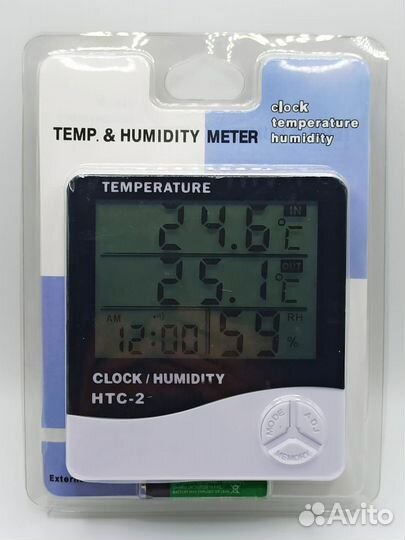 clock
TEMP. & HUMIDITY METER temperature
humidity
TEMPERATURE
IN
24.6°C
OUT
25.1°C
AM RH
12:00 59 %
CLOCK / HUMIDITY
HTC-2
MODE ADJ
MEMORY
Extern
Avito